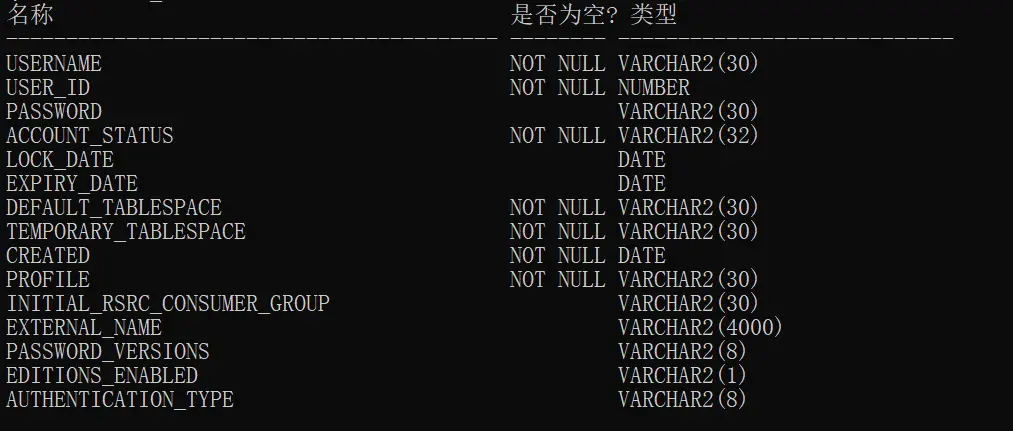 名称                                      是否为空? 类型
----------------------------------------- -------- ----------------------------
USERNAME                                  NOT NULL VARCHAR2(30)
USER_ID                                   NOT NULL NUMBER
PASSWORD                                           VARCHAR2(30)
ACCOUNT_STATUS                            NOT NULL VARCHAR2(32)
LOCK_DATE                                          DATE
EXPIRY_DATE                                        DATE
DEFAULT_TABLESPACE                        NOT NULL VARCHAR2(30)
TEMPORARY_TABLESPACE                      NOT NULL VARCHAR2(30)
CREATED                                   NOT NULL DATE
PROFILE                                   NOT NULL VARCHAR2(30)
INITIAL_RSRC_CONSUMER_GROUP                        VARCHAR2(30)
EXTERNAL_NAME                                      VARCHAR2(4000)
PASSWORD_VERSIONS                                  VARCHAR2(8)
EDITIONS_ENABLED                                   VARCHAR2(1)
AUTHENTICATION_TYPE                                VARCHAR2(8)